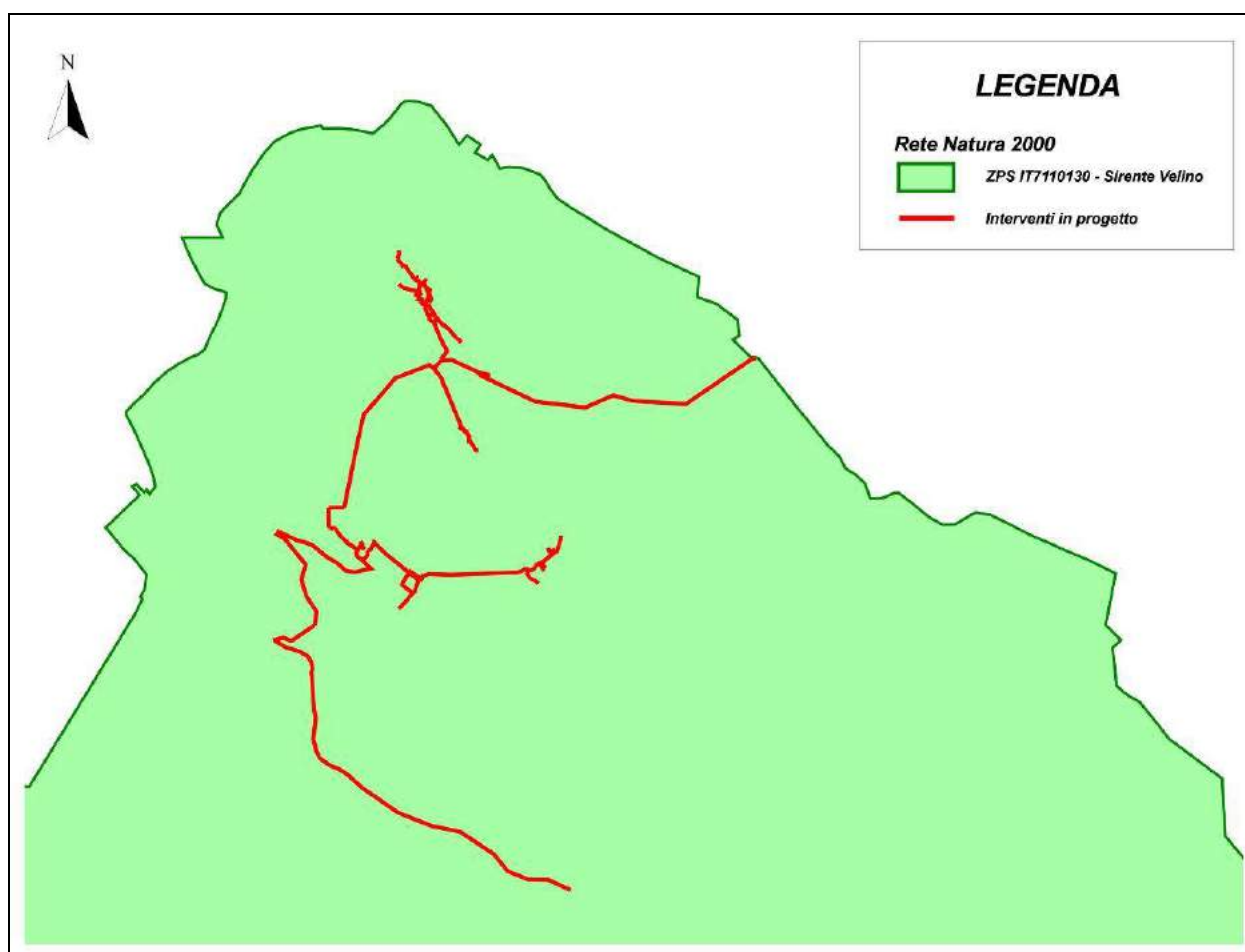 N
LEGENDA
Rete Natura 2000
ZPS IT7110130 - Sirente Velino
Interventi in progetto